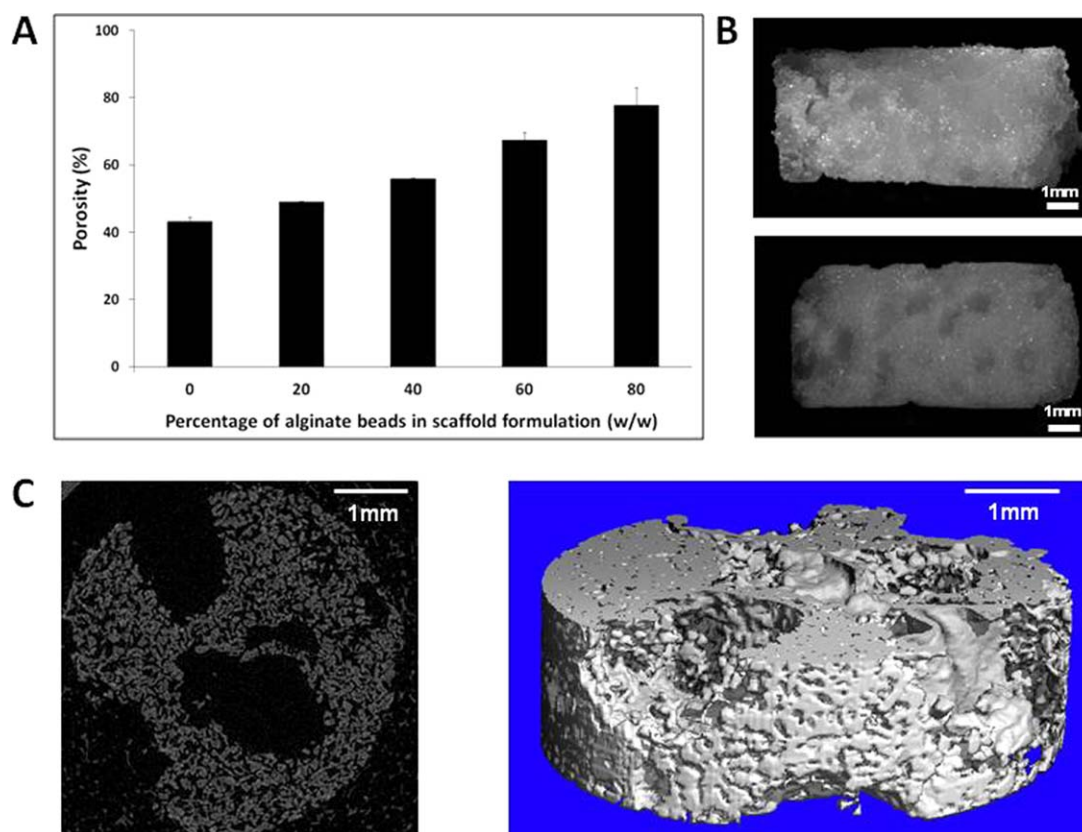 A
100
80
60
40
20
0
Porosity (%)
0 20 40 60 80
Percentage of alginate beads in scaffold formulation (w/w)
B
1mm
1mm
C
1mm
1mm